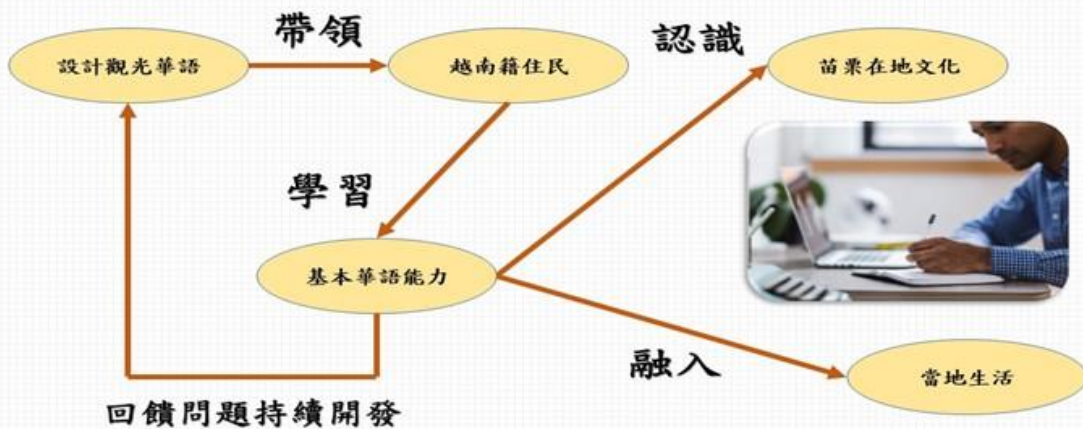 帶領
認識
設計觀光華語
越南籍住民
苗栗在地文化
學習
基本華語能力
融入
當地生活
回饋問題持續開發